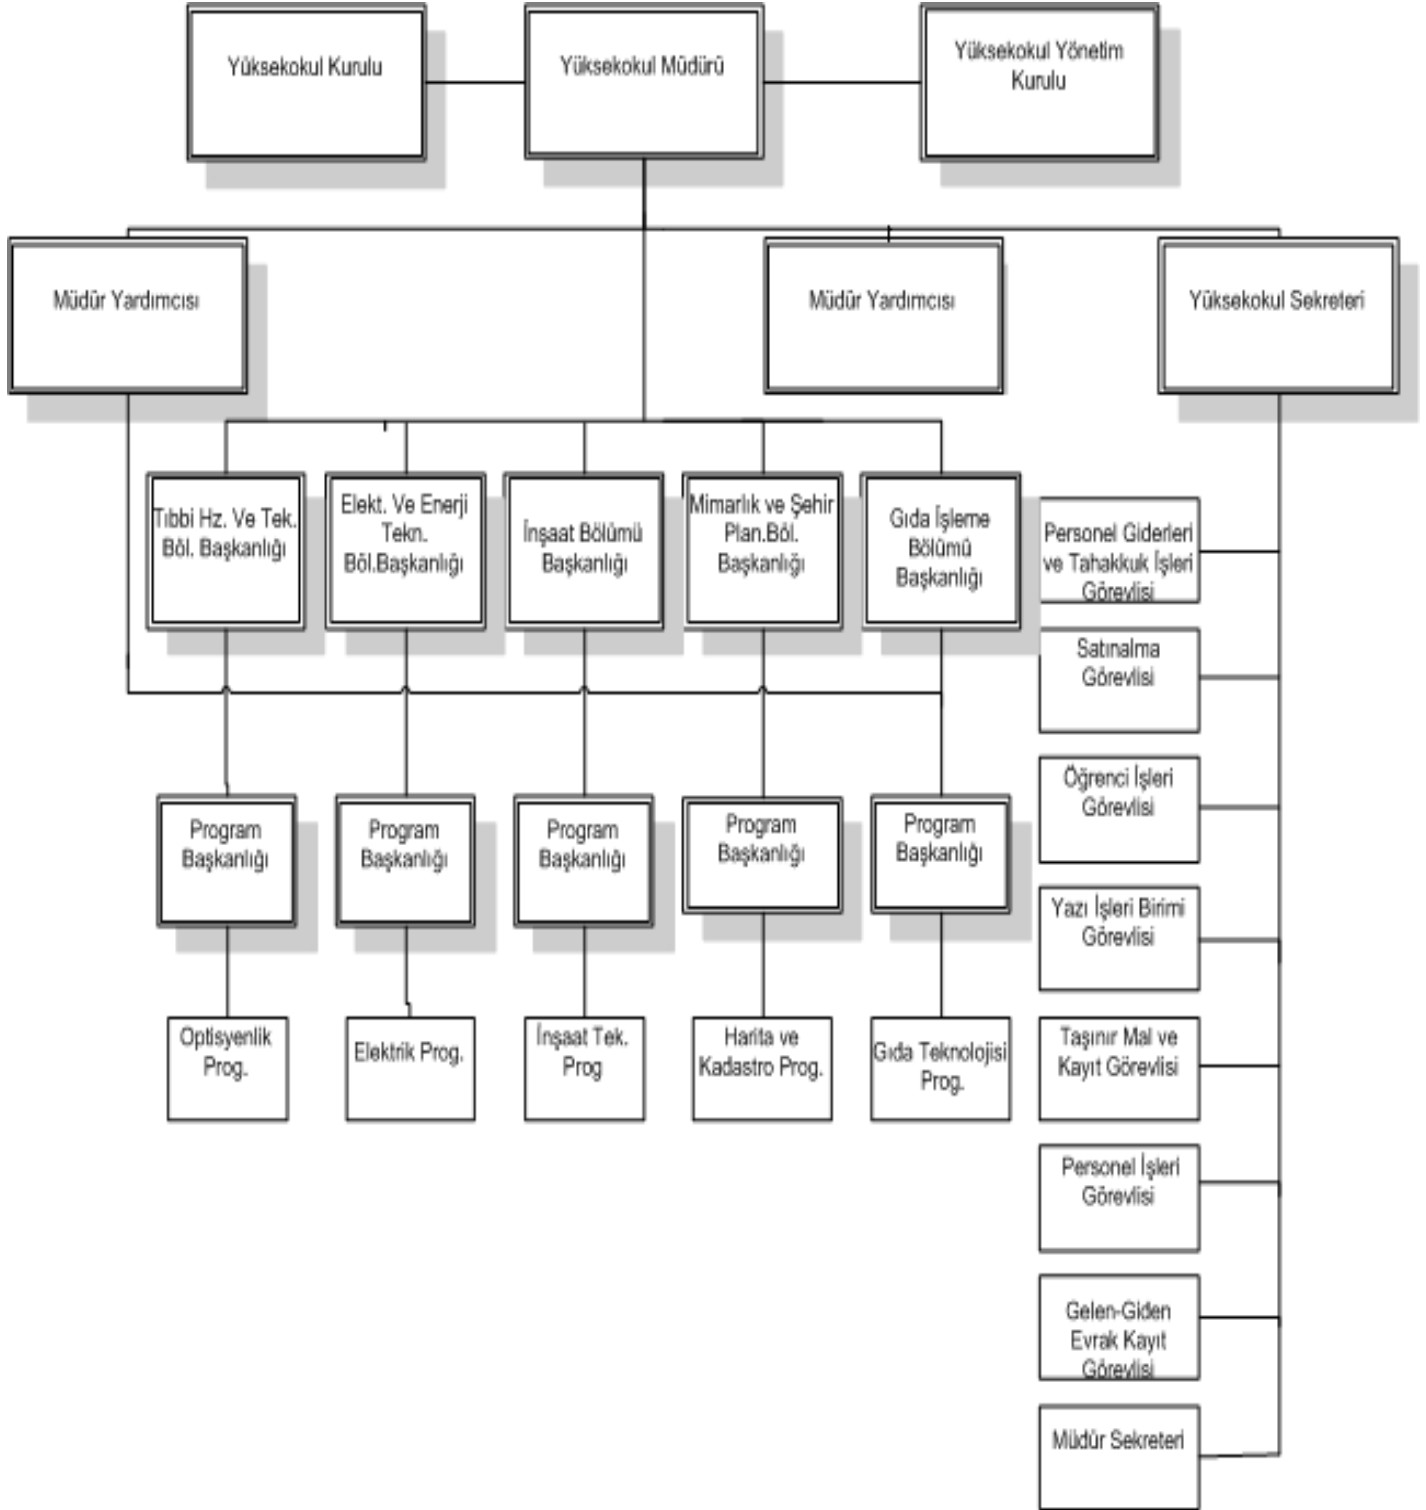 Yüksekokul Kurulu
Yüksekokul Müdürü
Yüksekokul Yönetim
Kurulu
Müdür Yardımcısı
Müdür Yardımcısı
Yüksekokul Sekreteri
Tıbbi Hz. Ve Tek.
Böl. Başkanlığı
Elekt. Ve Enerji
Tekn.
Böl.Başkanlığı
İnşaat Bölümü
Başkanlığı
Mimarlık ve Şehir
Plan.Böl.
Başkanlığı
Gıda İşleme
Bölümü
Başkanlığı
Personel Giderleri
ve Tahakkuk İşleri
Görevlisi
Satınalma
Görevlisi
Öğrenci İşleri
Görevlisi
Program
Başkanlığı
Program
Başkanlığı
Program
Başkanlığı
Program
Başkanlığı
Program
Başkanlığı
Yazı İşleri Birimi
Görevlisi
Optisyenlik
Prog.
Elektrik Prog.
İnşaat Tek.
Prog
Harita ve
Kadastro Prog.
Gıda Teknolojisi
Prog.
Taşınır Mal ve
Kayıt Görevlisi
Personel İşleri
Görevlisi
Gelen-Giden
Evrak Kayıt
Görevlisi
Müdür Sekreteri